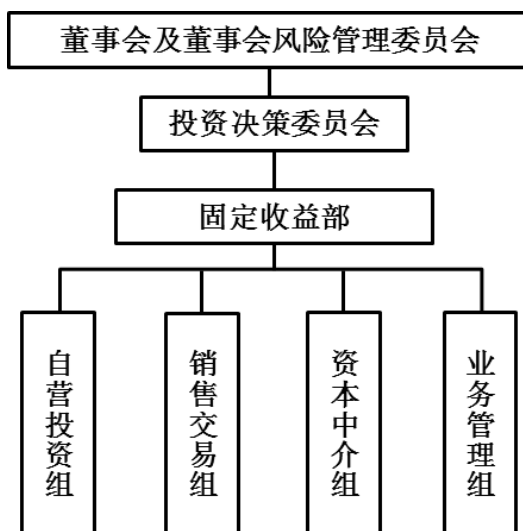 董事会及董事会风险管理委员会
投资决策委员会
固定收益部
自营投资组
销售交易组
资本中介组
业务管理组